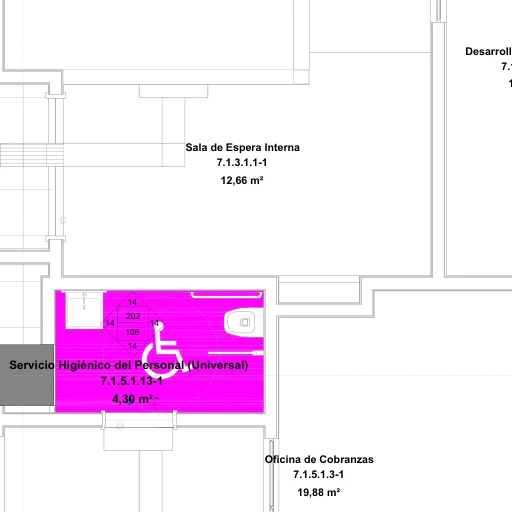 Desarroll
Sala de Espera Interna
7.1.3.1.1-1
12,66 m²
14
202
14
14
106
14
Servicio Higiénico del Personal (Universal)
7.1.5.1.13-1
4,30 m²
Oficina de Cobranzas
7.1.5.1.3-1
19,88 m²